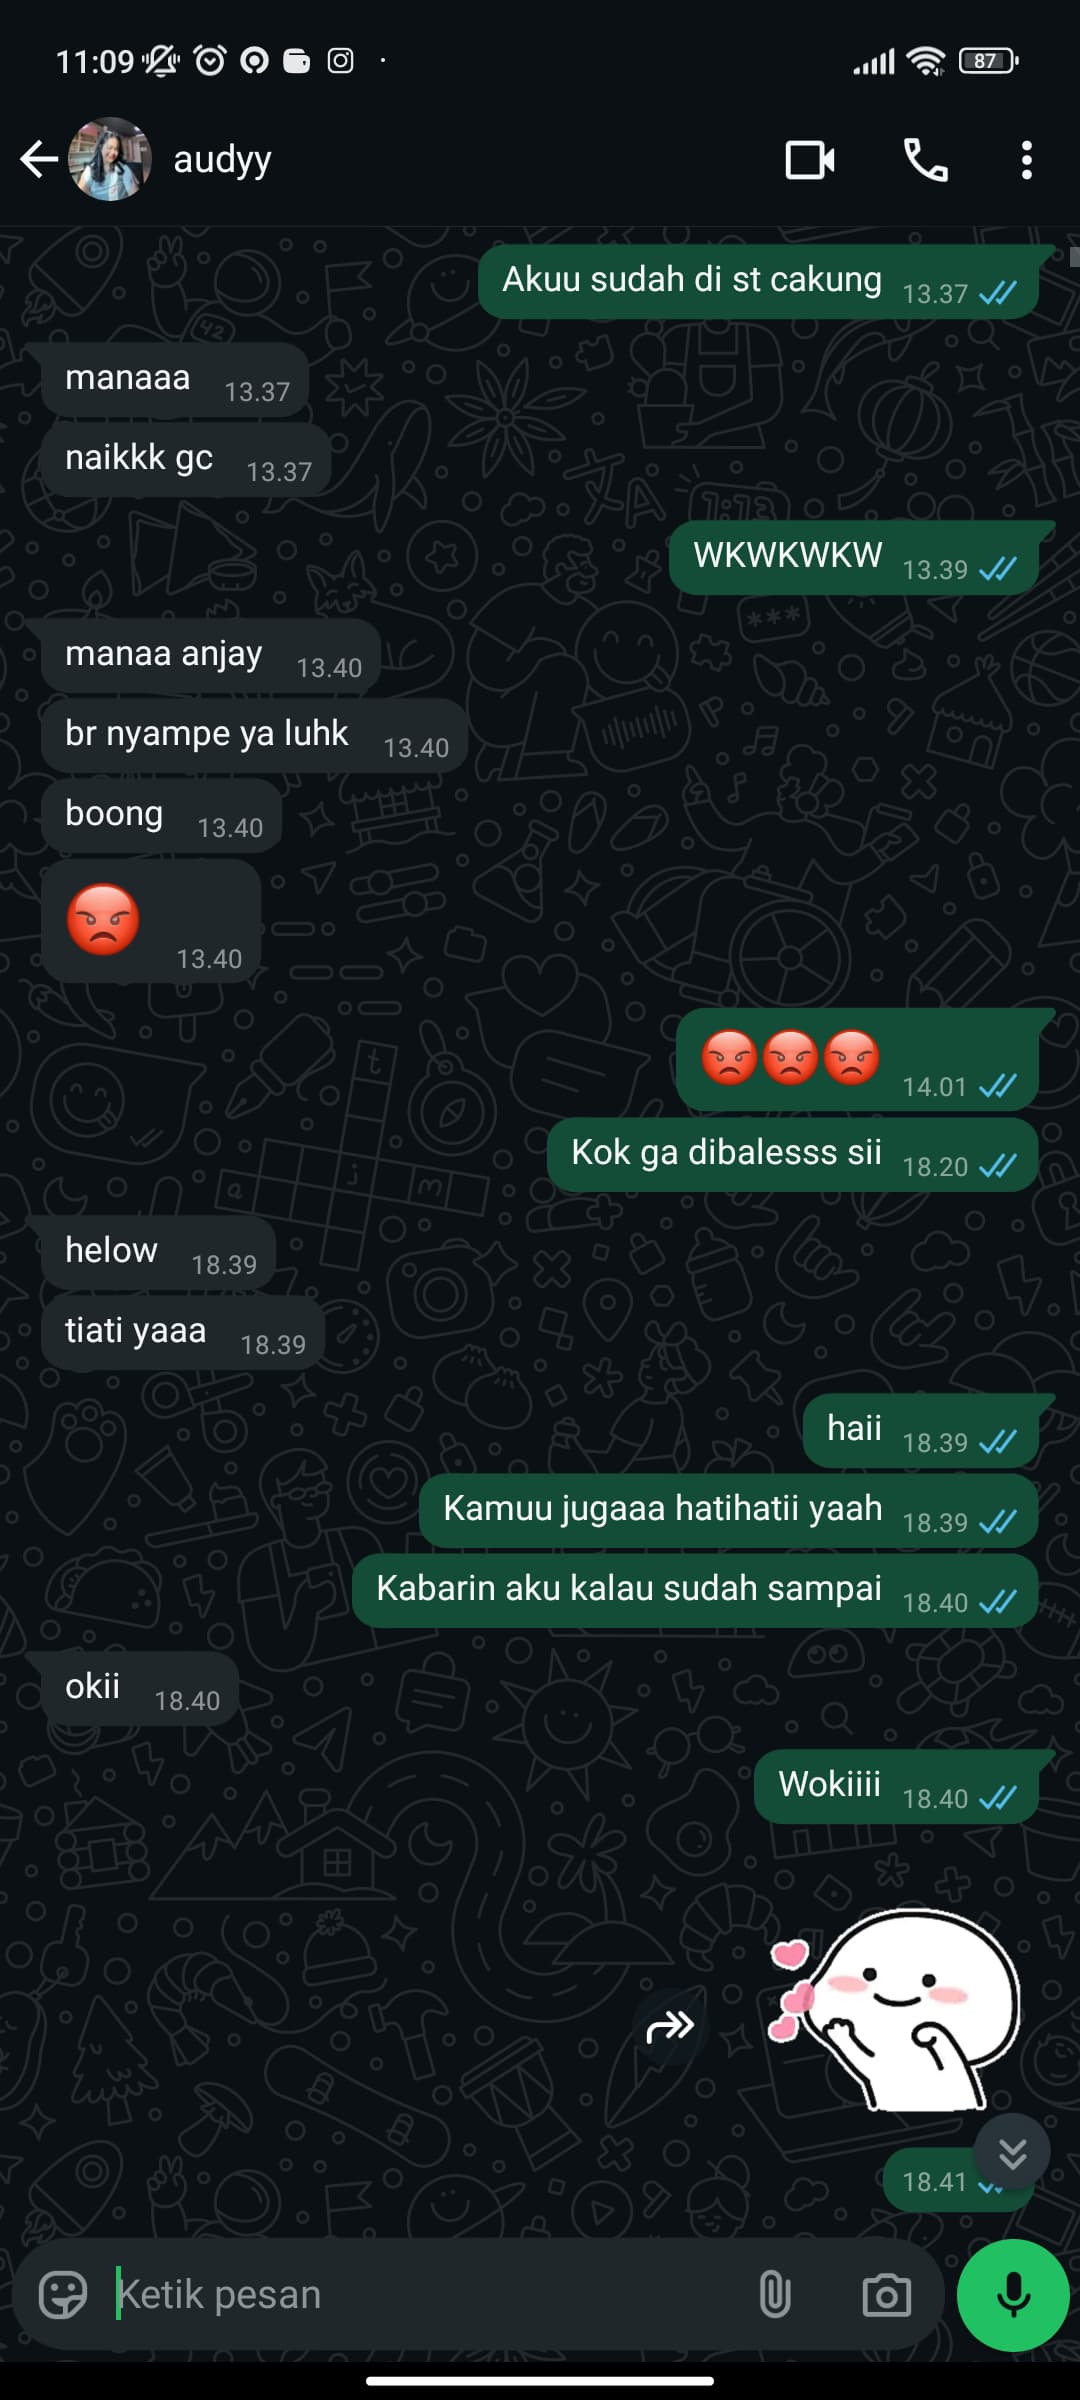 11:09
87
audyy
Akuu sudah di st cakung 13.37
manaaa 13.37
naikkk gc 13.37
WKWKWKW 13.39
manaa anjay 13.40
br nyampe ya luhk 13.40
boong 13.40
😡 13.40
😡😡😡 14.01
Kok ga dibalesss sii 18.20
helow 18.39
tiati yaaa 18.39
haii 18.39
Kamuu jugaaa hatihatii yaah 18.39
Kabarin aku kalau sudah sampai 18.40
okii 18.40
Wokiiii 18.40
18.41
Ketik pesan